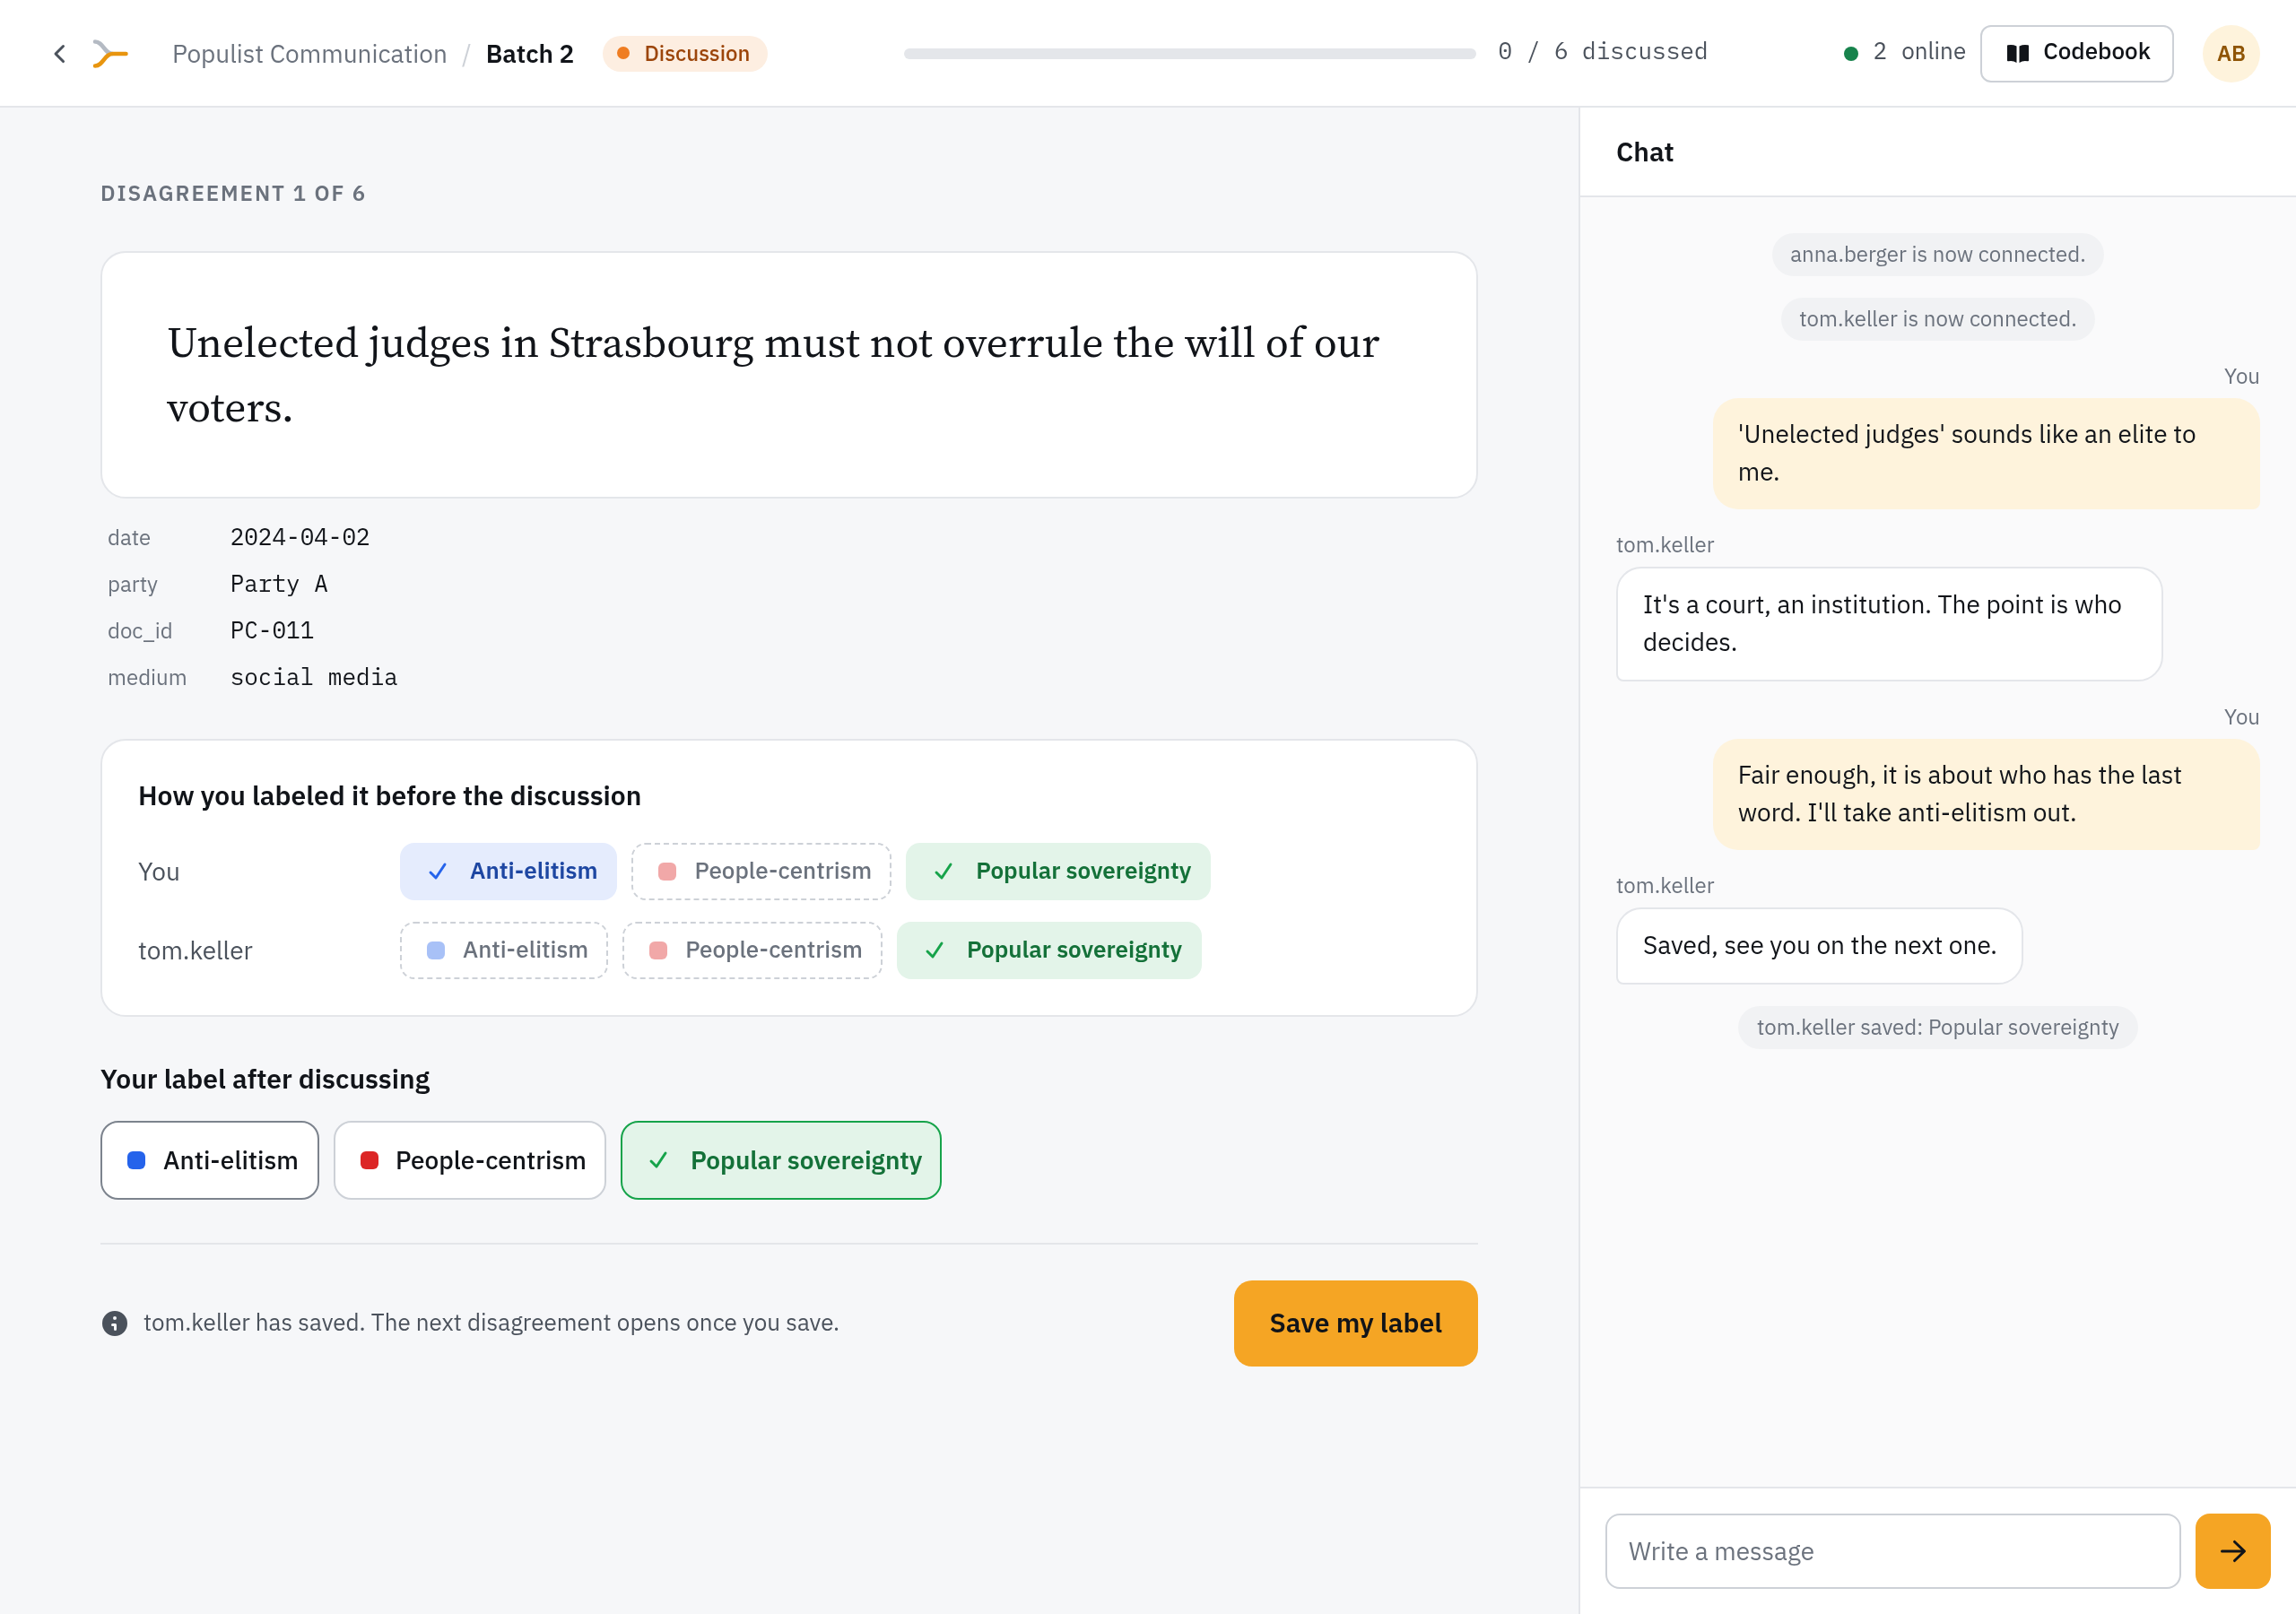 Populist Communication / Batch 2
Discussion
0 / 6 discussed
2 online
Codebook
AB
DISAGREEMENT 1 OF 6
Unelected judges in Strasbourg must not overrule the will of our
voters.
date 2024-04-02
party Party A
doc_id PC-011
medium social media
How you labeled it before the discussion
You Anti-elitism People-centrism Popular sovereignty
tom.keller Anti-elitism People-centrism Popular sovereignty
Your label after discussing
Anti-elitism People-centrism Popular sovereignty
tom.keller has saved. The next disagreement opens once you save.
Save my label
Chat
anna.berger is now connected.
tom.keller is now connected.
You
'Unelected judges' sounds like an elite to
me.
tom.keller
It's a court, an institution. The point is who
decides.
You
Fair enough, it is about who has the last
word. I'll take anti-elitism out.
tom.keller
Saved, see you on the next one.
tom.keller saved: Popular sovereignty
Write a message